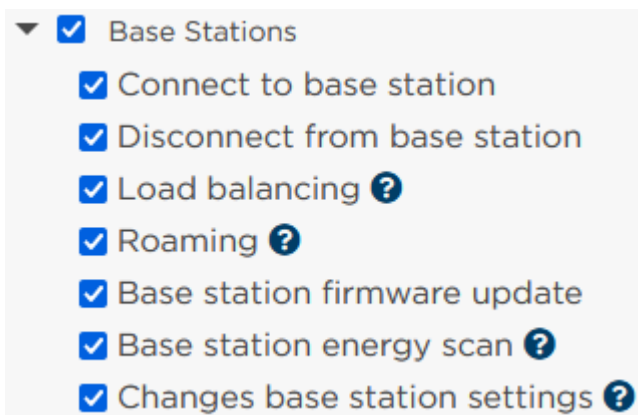 Base Stations
Connect to base station
Disconnect from base station
Load balancing ?
Roaming ?
Base station firmware update
Base station energy scan ?
Changes base station settings ?